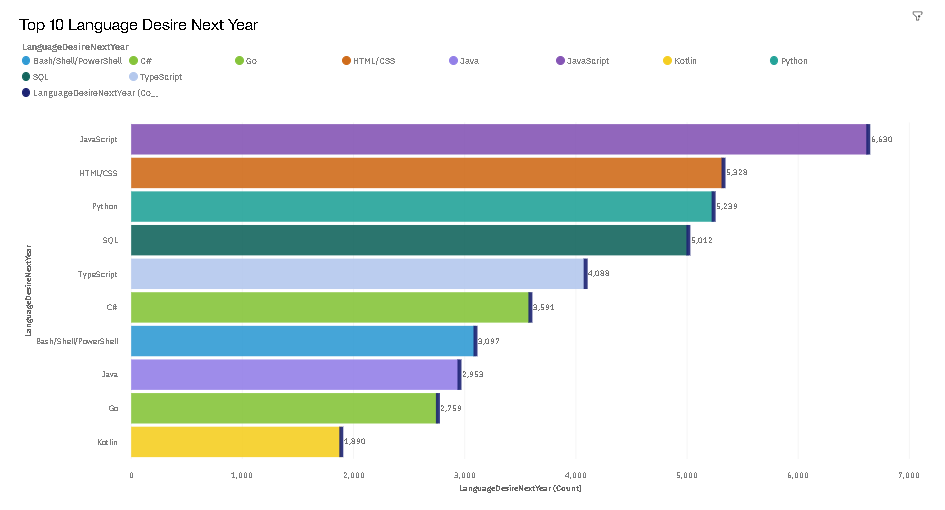 Top 10 Language Desire Next Year
LanguageDesireNextYear
Bash/Shell/PowerShell C# Go HTML/CSS Java JavaScript Kotlin Python
SQL TypeScript
LanguageDesireNextYear (Co...
JavaScript 6,630
HTML/CSS 5,328
Python 5,239
SQL 5,012
TypeScript 4,088
C# 3,591
Bash/Shell/PowerShell 3,097
Java 2,953
Go 2,759
Kotlin 1,890
LanguageDesireNextYear
0 1,000 2,000 3,000 4,000 5,000 6,000 7,000
LanguageDesireNextYear (Count)